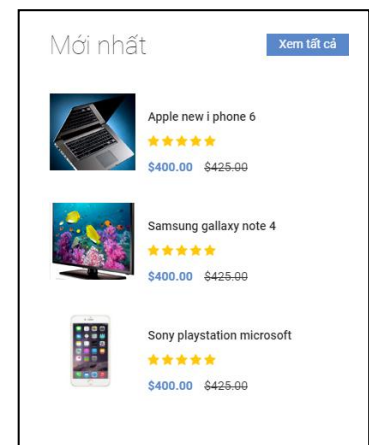 Mới nhất
Xem tất cả
Apple new i phone 6
$400.00 $425.00
Samsung gallaxy note 4
$400.00 $425.00
Sony playstation microsoft
$400.00 $425.00